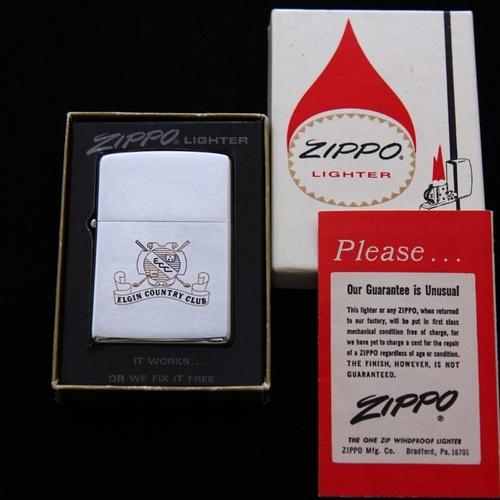 ZIPPO® LIGHTER
ECC
ELGIN COUNTRY CLUB
IT WORKS...
OR WE FIX IT FREE
ZIPPO®
LIGHTER
Please...
Our Guarantee is Unusual
This lighter or any ZIPPO, when returned
to our factory, will be put in first class
mechanical condition free of charge, for
we have yet to charge a cent for the repair
of a ZIPPO regardless of age or condition.
THE FINISH, HOWEVER, IS NOT
GUARANTEED.
ZIPPO®
THE ONE ZIP WINDPROOF LIGHTER
ZIPPO Mfg. Co. Bradford, Pa. 16701